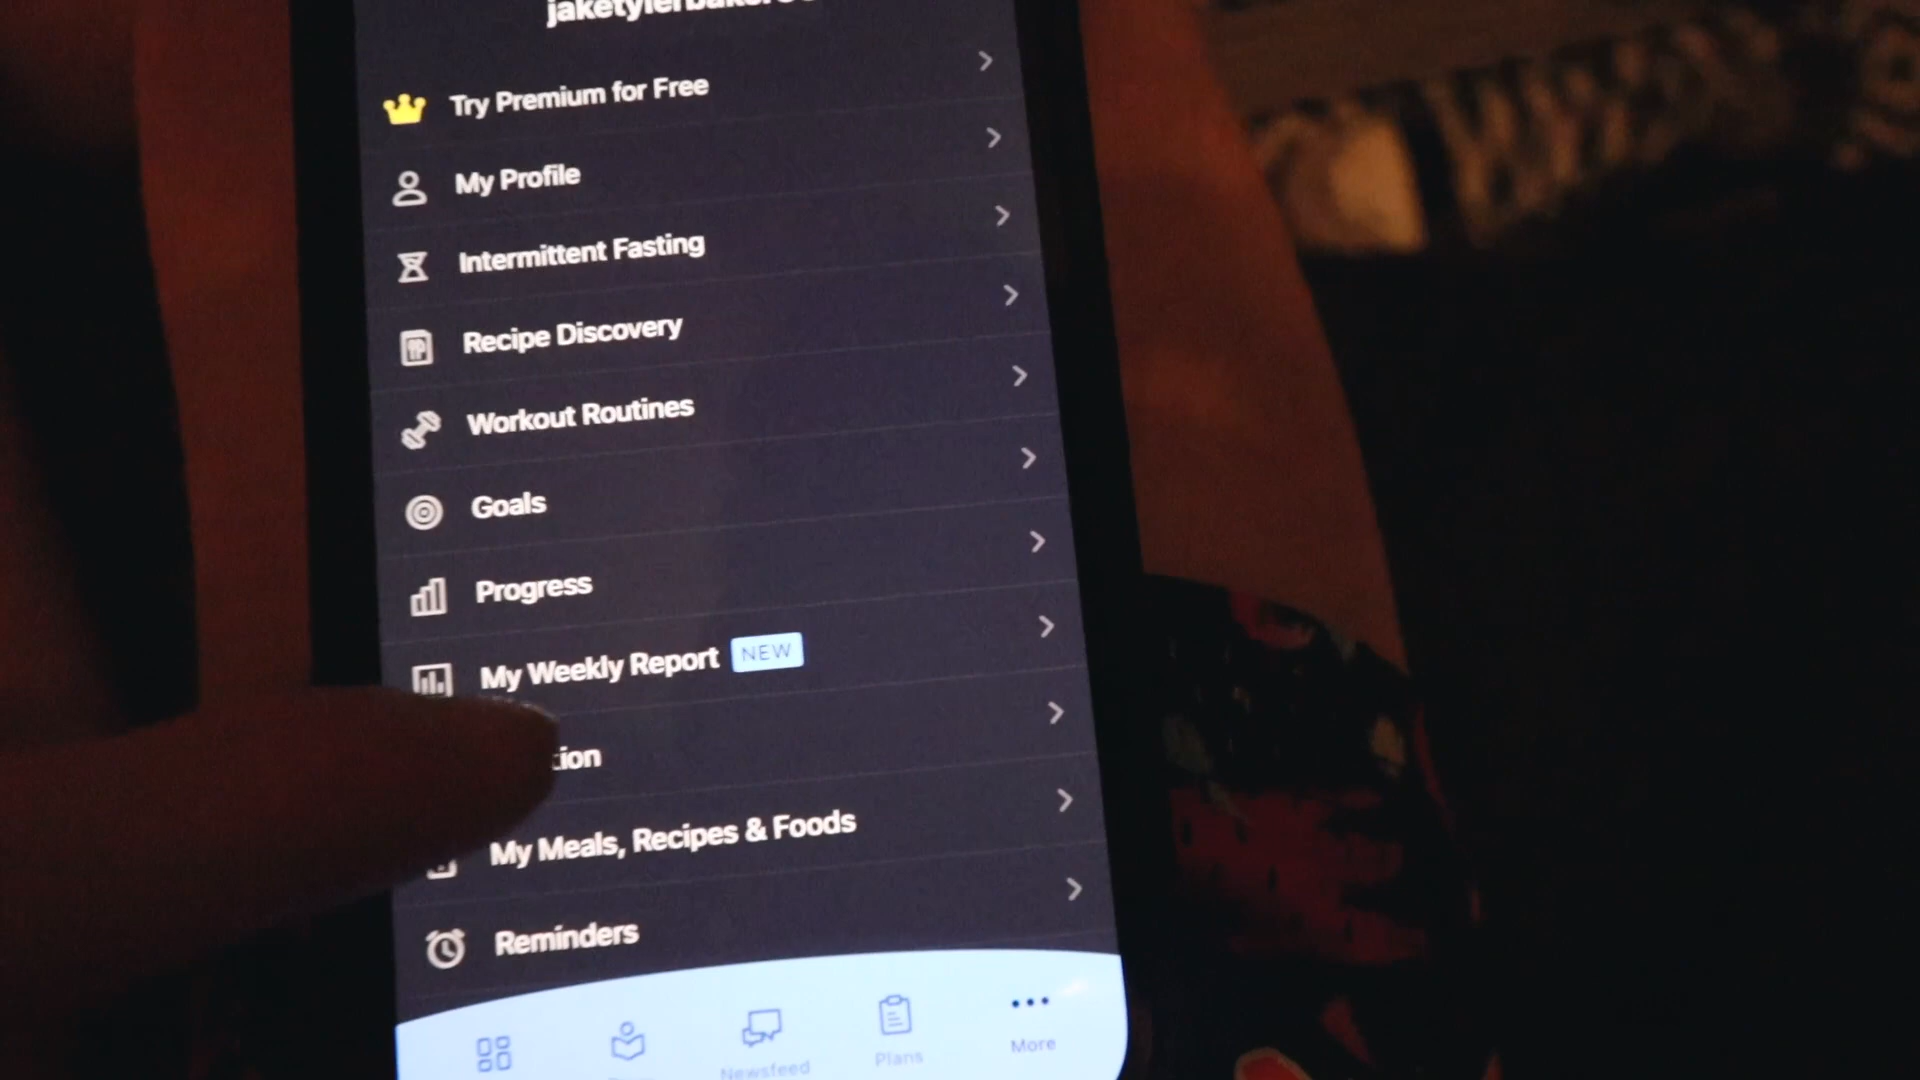 Try Premium for Free
My Profile
Intermittent Fasting
Recipe Discovery
Workout Routines
Goals
Progress
My Weekly Report NEW
tion
My Meals, Recipes & Foods
Reminders
Newsfeed
Plans
More